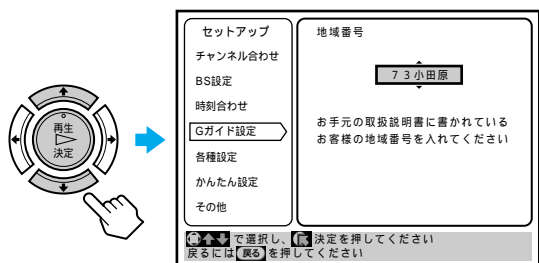 再生
決定
セットアップ
チャンネル合わせ
BS設定
時刻合わせ
Gガイド設定
各種設定
かんたん設定
その他
地域番号
73小田原
お手元の取扱説明書に書かれている
お客様の地域番号を入れてください
で選択し、 決定を押してください
戻るには 戻る を押してください